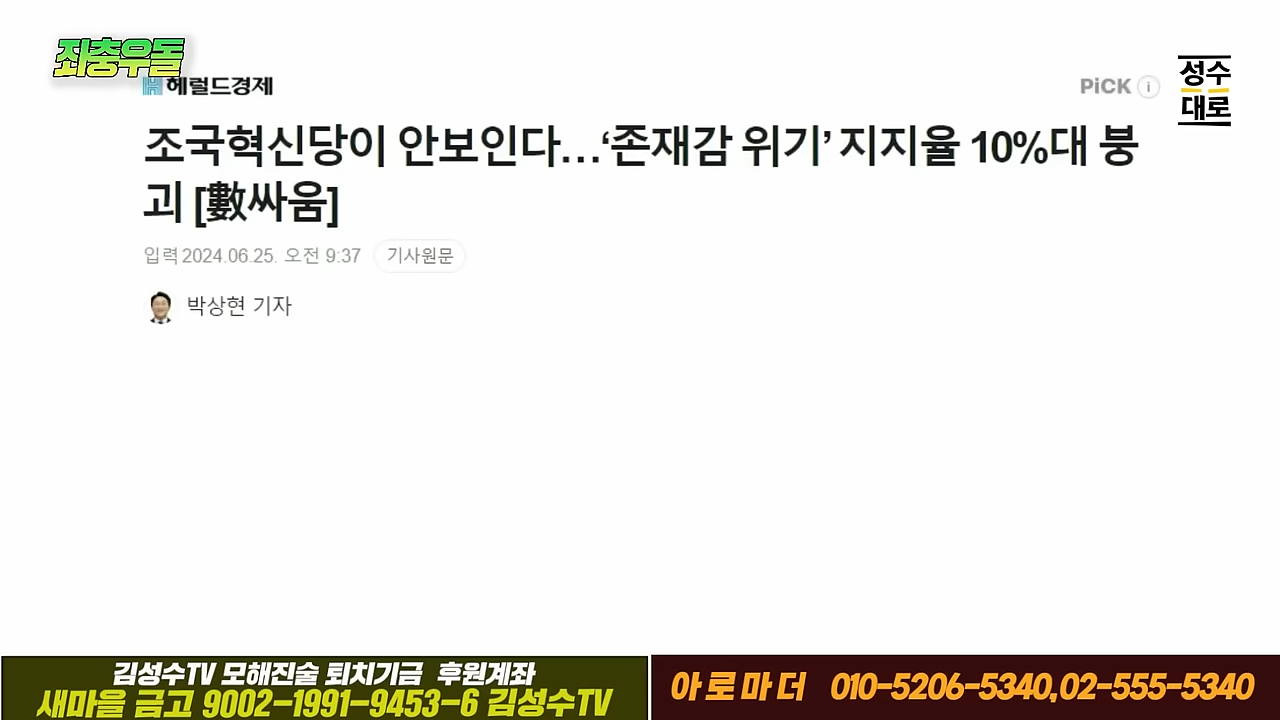 좌충우돌
헤럴드경제
PiCK i
성수
대로
조국혁신당이 안보인다...‘존재감 위기’ 지지율 10%대 붕
괴 [數싸움]
입력 2024.06.25. 오전 9:37 기사원문
박상현 기자
김성수TV 모해진술 퇴치기금 후원계좌
새마을 금고 9002-1991-9453-6 김성수TV
아로마더 010-5206-5340,02-555-5340